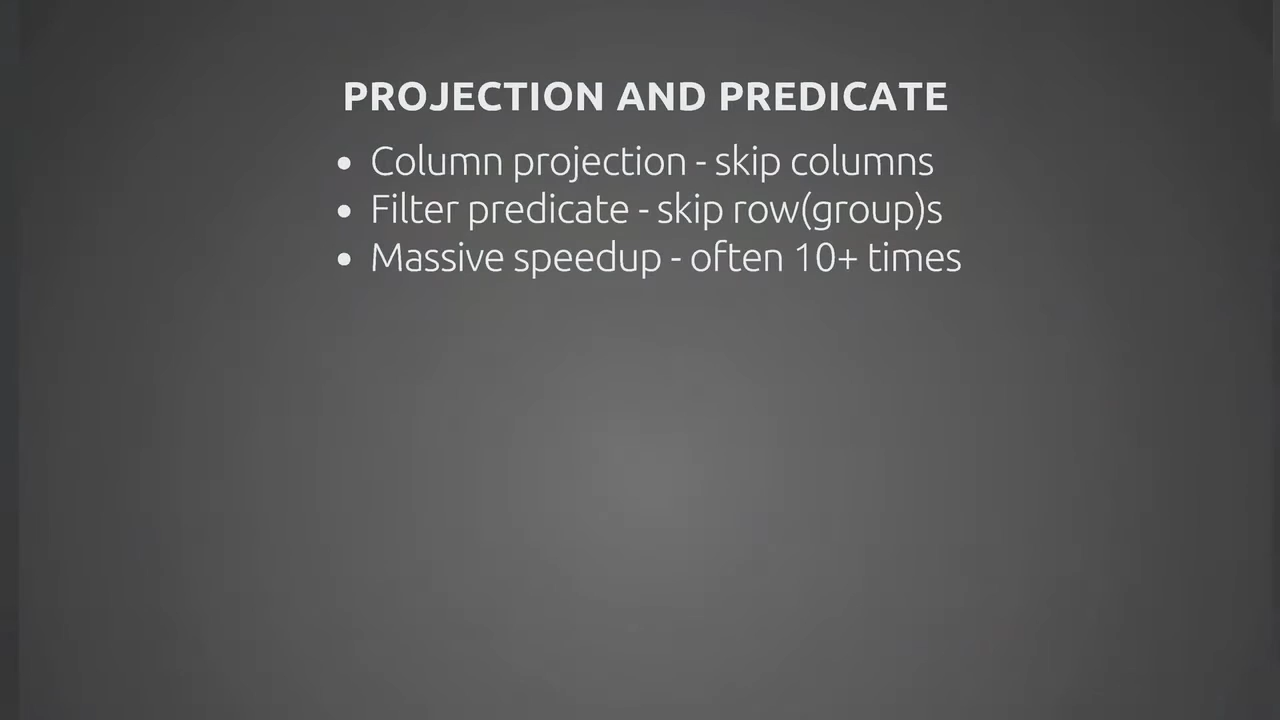 PROJECTION AND PREDICATE
• Column projection - skip columns
• Filter predicate - skip row(group)s
• Massive speedup - often 10+ times